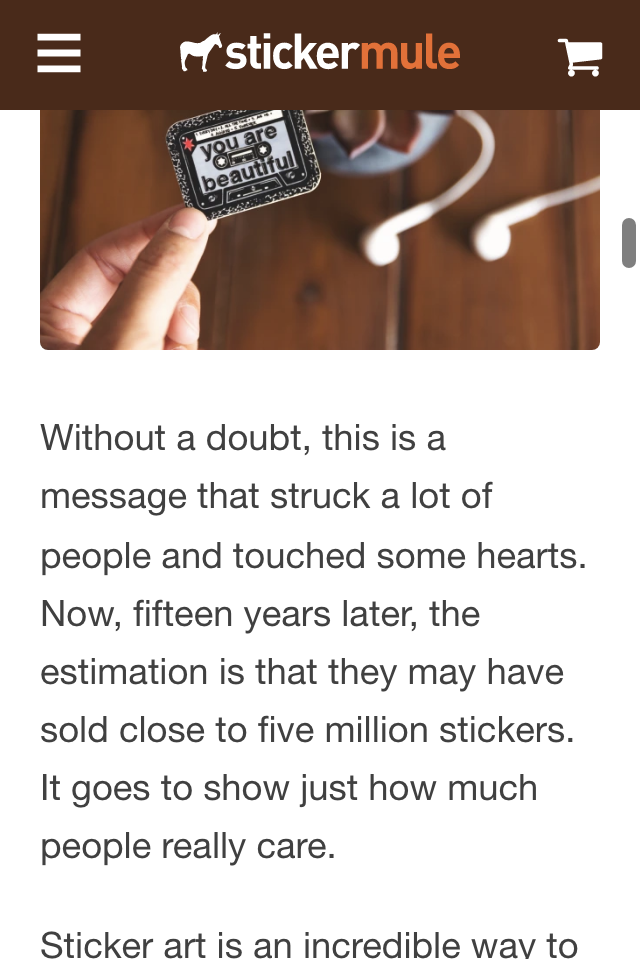 stickermule
you are
beautiful
Without a doubt, this is a
message that struck a lot of
people and touched some hearts.
Now, fifteen years later, the
estimation is that they may have
sold close to five million stickers.
It goes to show just how much
people really care.
Sticker art is an incredible way to